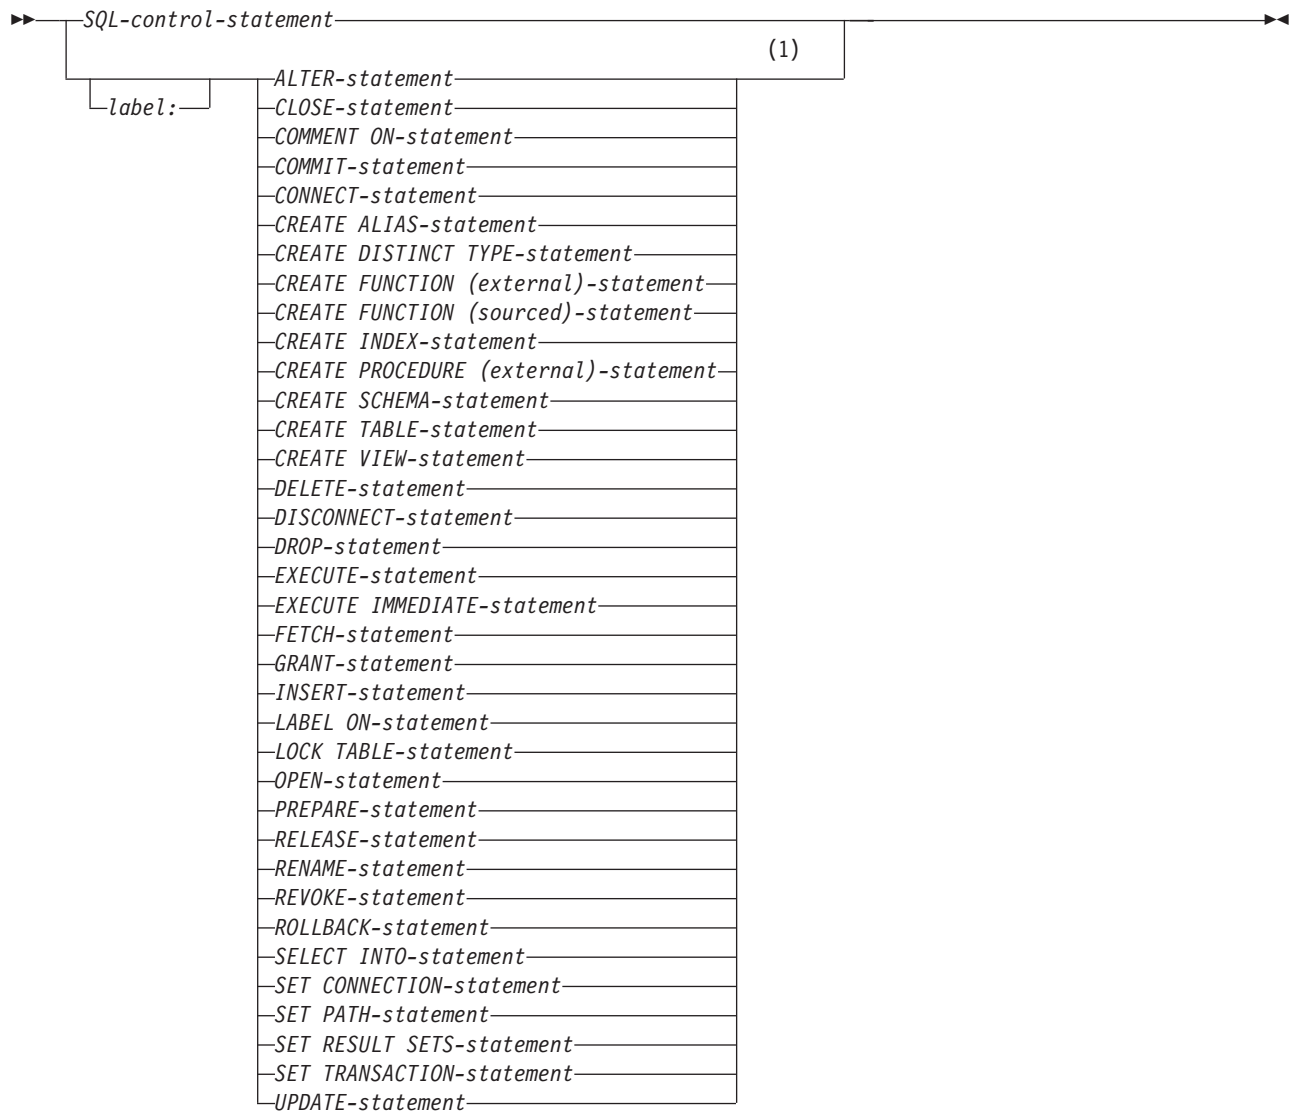 SQL-control-statement
(1)
label:
ALTER-statement
CLOSE-statement
COMMENT ON-statement
COMMIT-statement
CONNECT-statement
CREATE ALIAS-statement
CREATE DISTINCT TYPE-statement
CREATE FUNCTION (external)-statement
CREATE FUNCTION (sourced)-statement
CREATE INDEX-statement
CREATE PROCEDURE (external)-statement
CREATE SCHEMA-statement
CREATE TABLE-statement
CREATE VIEW-statement
DELETE-statement
DISCONNECT-statement
DROP-statement
EXECUTE-statement
EXECUTE IMMEDIATE-statement
FETCH-statement
GRANT-statement
INSERT-statement
LABEL ON-statement
LOCK TABLE-statement
OPEN-statement
PREPARE-statement
RELEASE-statement
RENAME-statement
REVOKE-statement
ROLLBACK-statement
SELECT INTO-statement
SET CONNECTION-statement
SET PATH-statement
SET RESULT SETS-statement
SET TRANSACTION-statement
UPDATE-statement